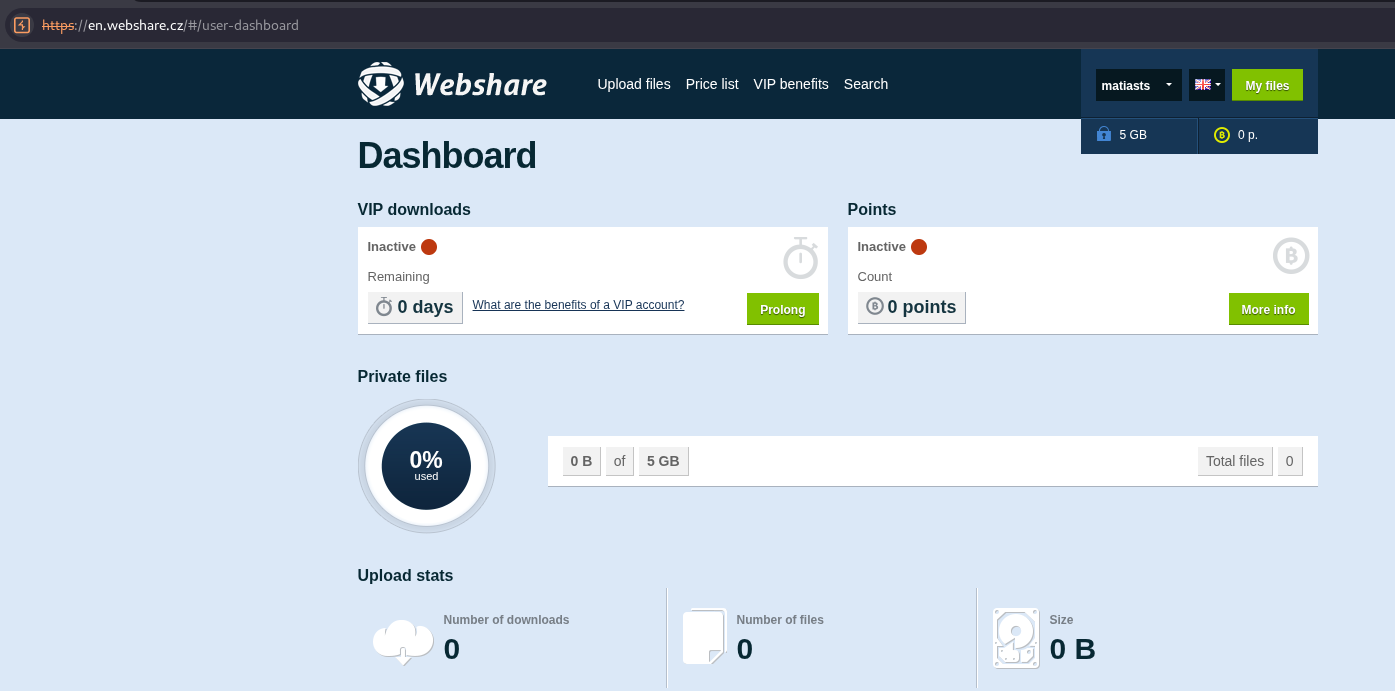 https://en.webshare.cz/#/user-dashboard
Webshare
Upload files Price list VIP benefits Search
matiasts
My files
5 GB
0 p.
Dashboard
VIP downloads
Inactive
Remaining
0 days
What are the benefits of a VIP account?
Prolong
Points
Inactive
Count
0 points
More info
Private files
0%
used
0 B of 5 GB
Total files 0
Upload stats
Number of downloads
0
Number of files
0
Size
0 B